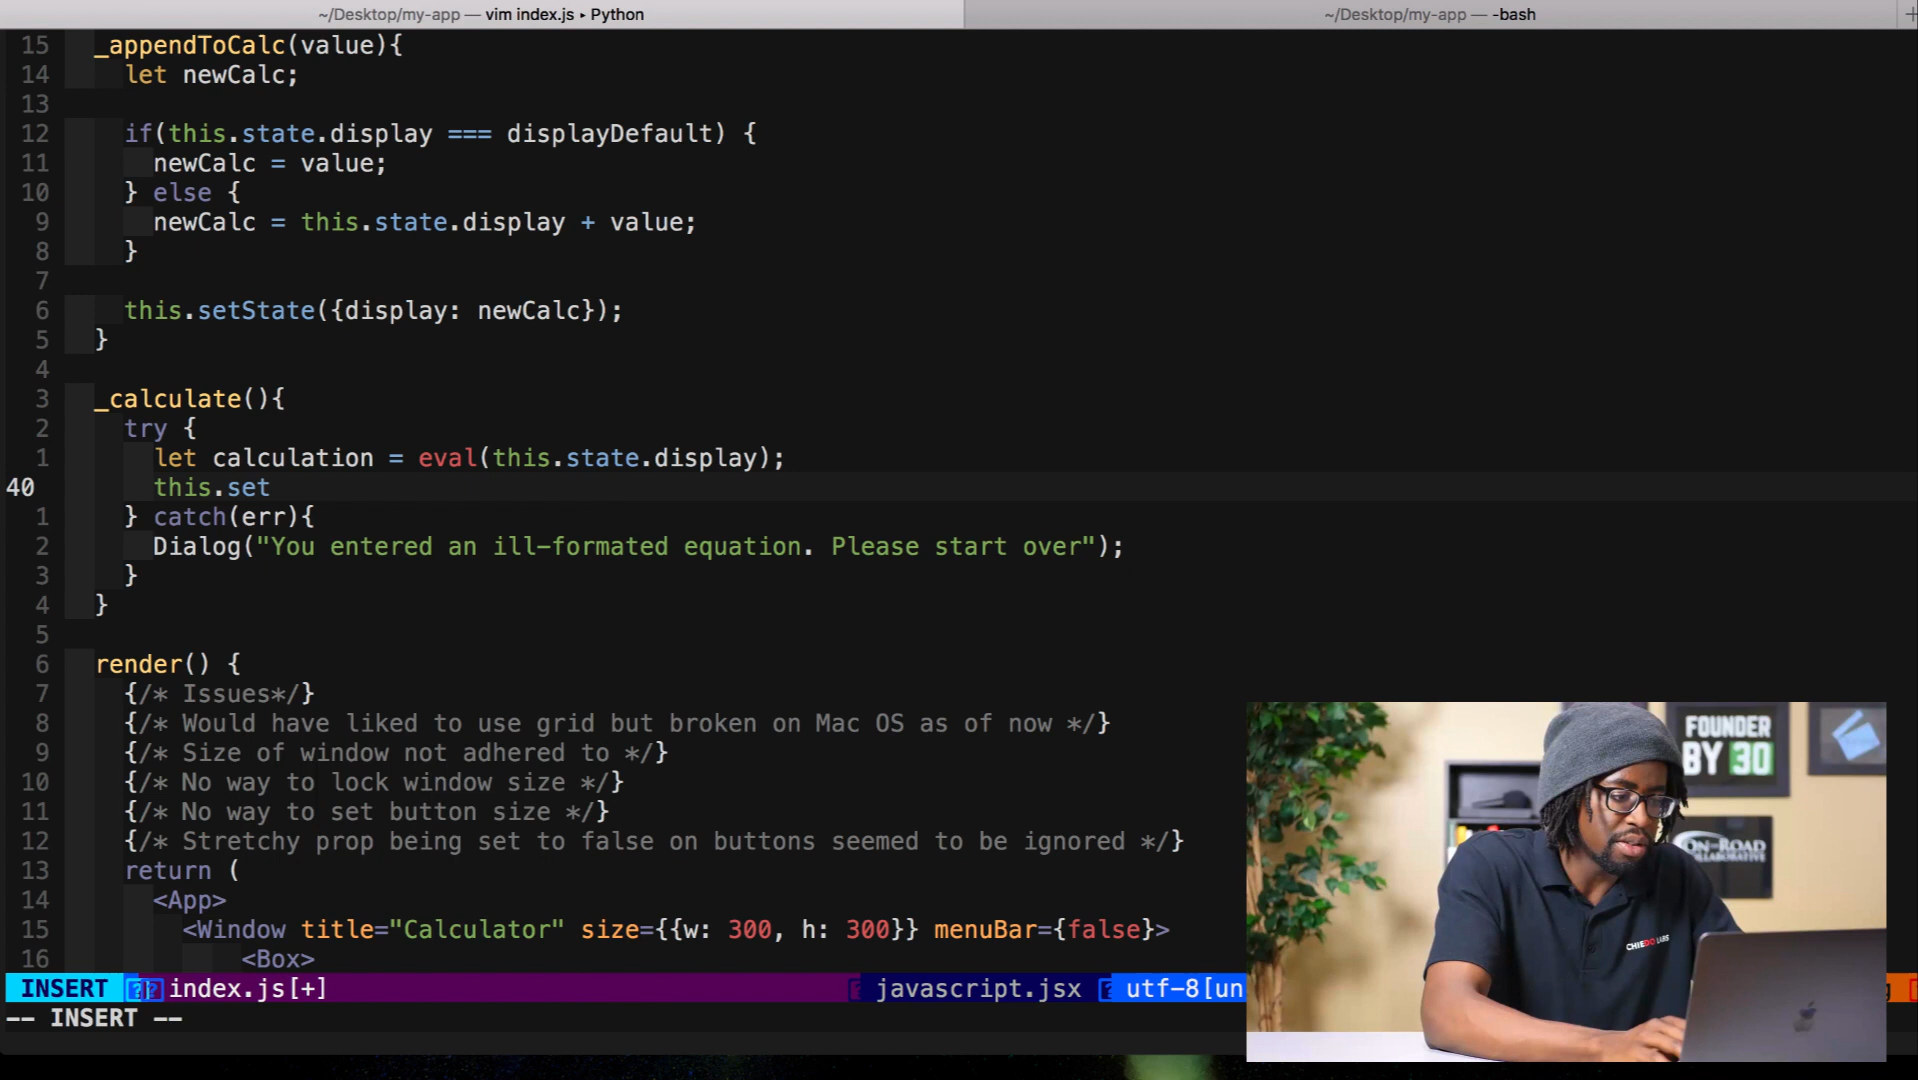 ~/Desktop/my-app — vim index.js ▸ Python
~/Desktop/my-app — -bash
15 _appendToCalc(value){
14 let newCalc;
13
12 if(this.state.display === displayDefault) {
11 newCalc = value;
10 } else {
9 newCalc = this.state.display + value;
8 }
7
6 this.setState({display: newCalc});
5 }
4
3 _calculate(){
2 try {
1 let calculation = eval(this.state.display);
40 this.set
1 } catch(err){
2 Dialog("You entered an ill-formated equation. Please start over");
3 }
4 }
5
6 render() {
7 {/* Issues*/}
8 {/* Would have liked to use grid but broken on Mac OS as of now */}
9 {/* Size of window not adhered to */}
10 {/* No way to lock window size */}
11 {/* No way to set button size */}
12 {/* Stretchy prop being set to false on buttons seemed to be ignored */}
13 return (
14 <App>
15 <Window title="Calculator" size={{w: 300, h: 300}} menuBar={false}>
16 <Box>
INSERT index.js[+] javascript.jsx utf-8[un
-- INSERT --
FOUNDER
BY 30
ON-ROAD
CHIEDO LABS